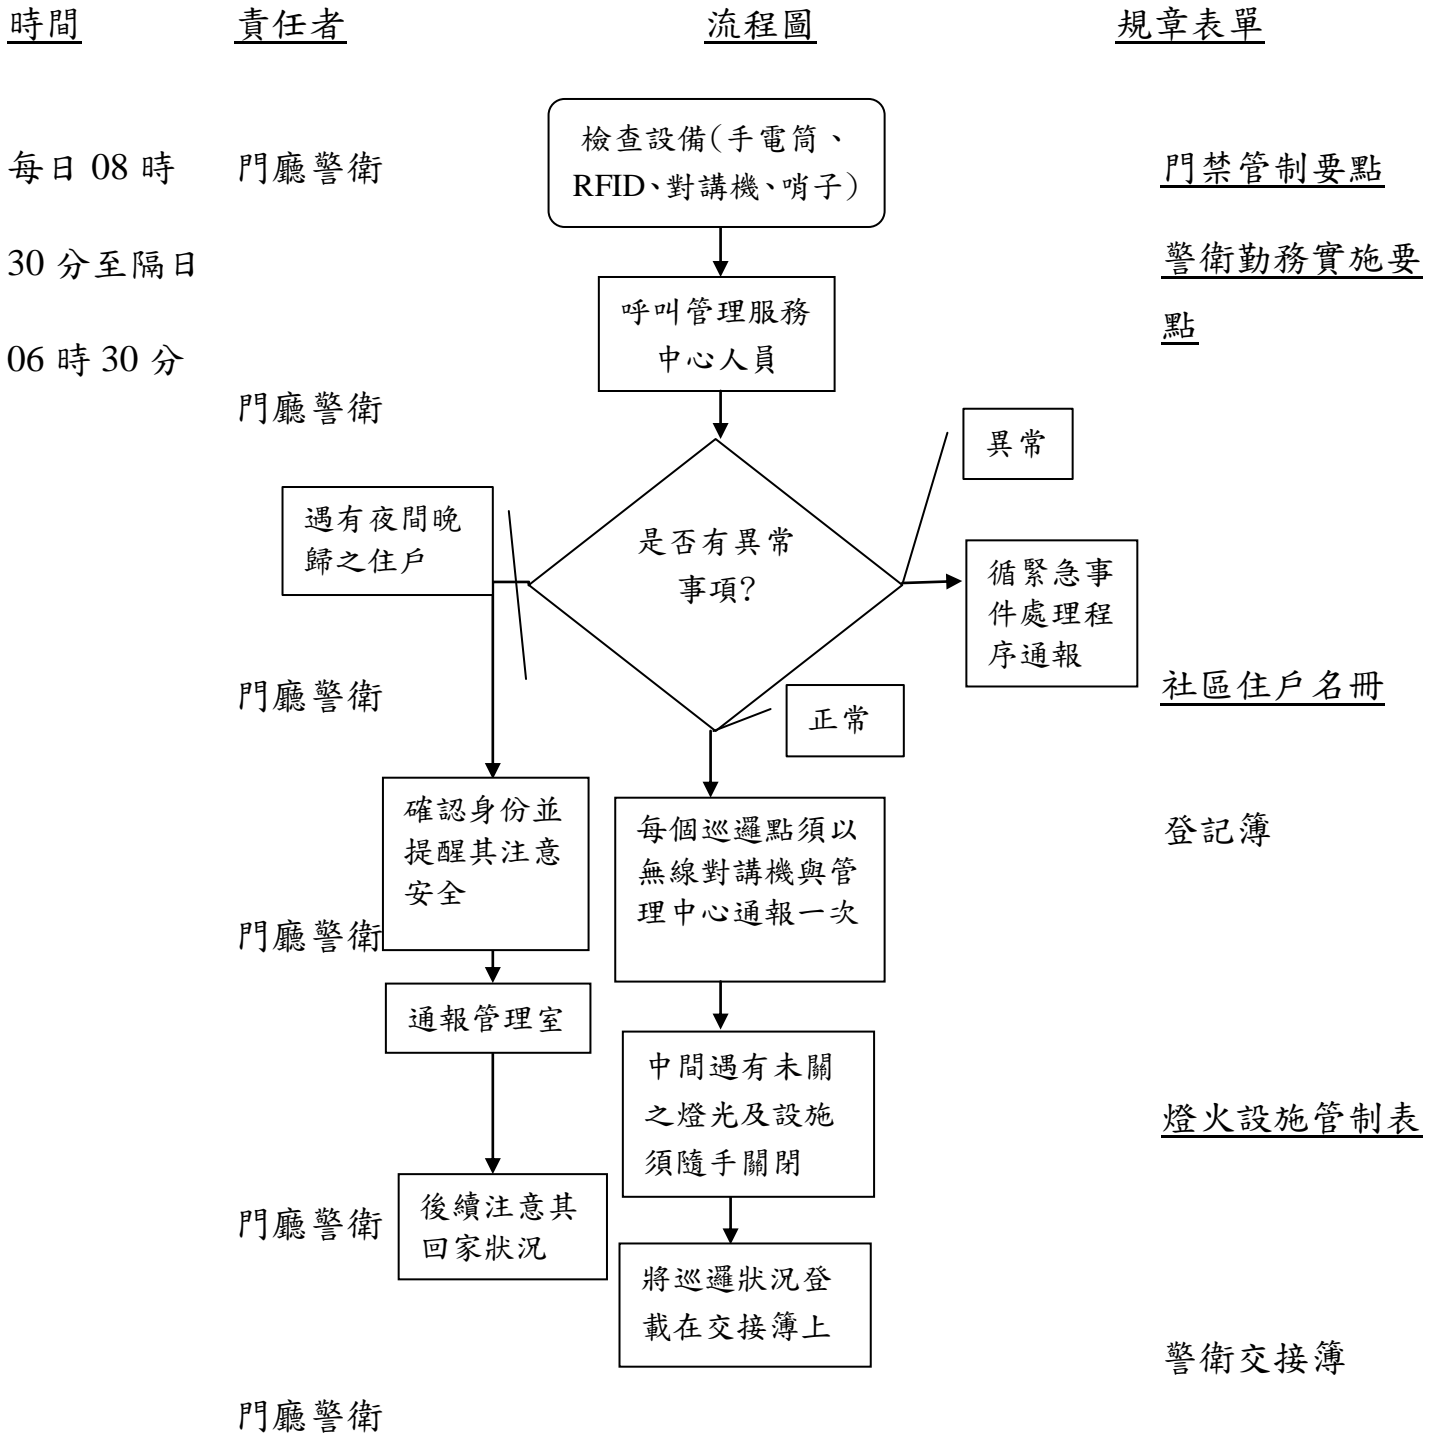 時間
責任者
流程圖
規章表單
檢查設備(手電筒、
RFID、對講機、哨子)
每日 08 時
門廳警衛
門禁管制要點
30 分至隔日
警衛勤務實施要
點
呼叫管理服務
中心人員
06 時 30 分
門廳警衛
異常
遇有夜間晚
歸之住戶
是否有異常
事項?
循緊急事
件處理程
序通報
門廳警衛
社區住戶名冊
正常
確認身份並
提醒其注意
安全
每個巡邏點須以
無線對講機與管
理中心通報一次
登記簿
門廳警衛
通報管理室
中間遇有未關
之燈光及設施
須隨手關閉
燈火設施管制表
門廳警衛
後續注意其
回家狀況
將巡邏狀況登
載在交接簿上
警衛交接簿
門廳警衛